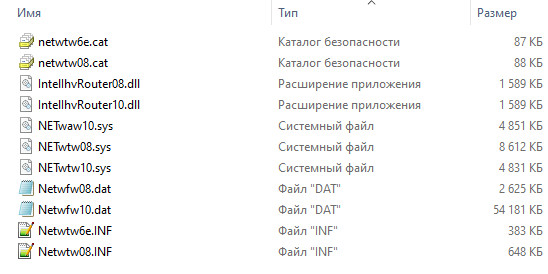 Имя Тип Размер
netwtw6e.cat Каталог безопасности 87 КБ
netwtw08.cat Каталог безопасности 88 КБ
IntelIhvRouter08.dll Расширение приложения 1 589 КБ
IntelIhvRouter10.dll Расширение приложения 1 589 КБ
NETwaw10.sys Системный файл 4 851 КБ
NETwtw08.sys Системный файл 8 612 КБ
NETwtw10.sys Системный файл 4 831 КБ
Netwfw08.dat Файл "DAT" 2 625 КБ
Netwfw10.dat Файл "DAT" 54 181 КБ
Netwtw6e.INF Файл "INF" 383 КБ
Netwtw08.INF Файл "INF" 648 КБ